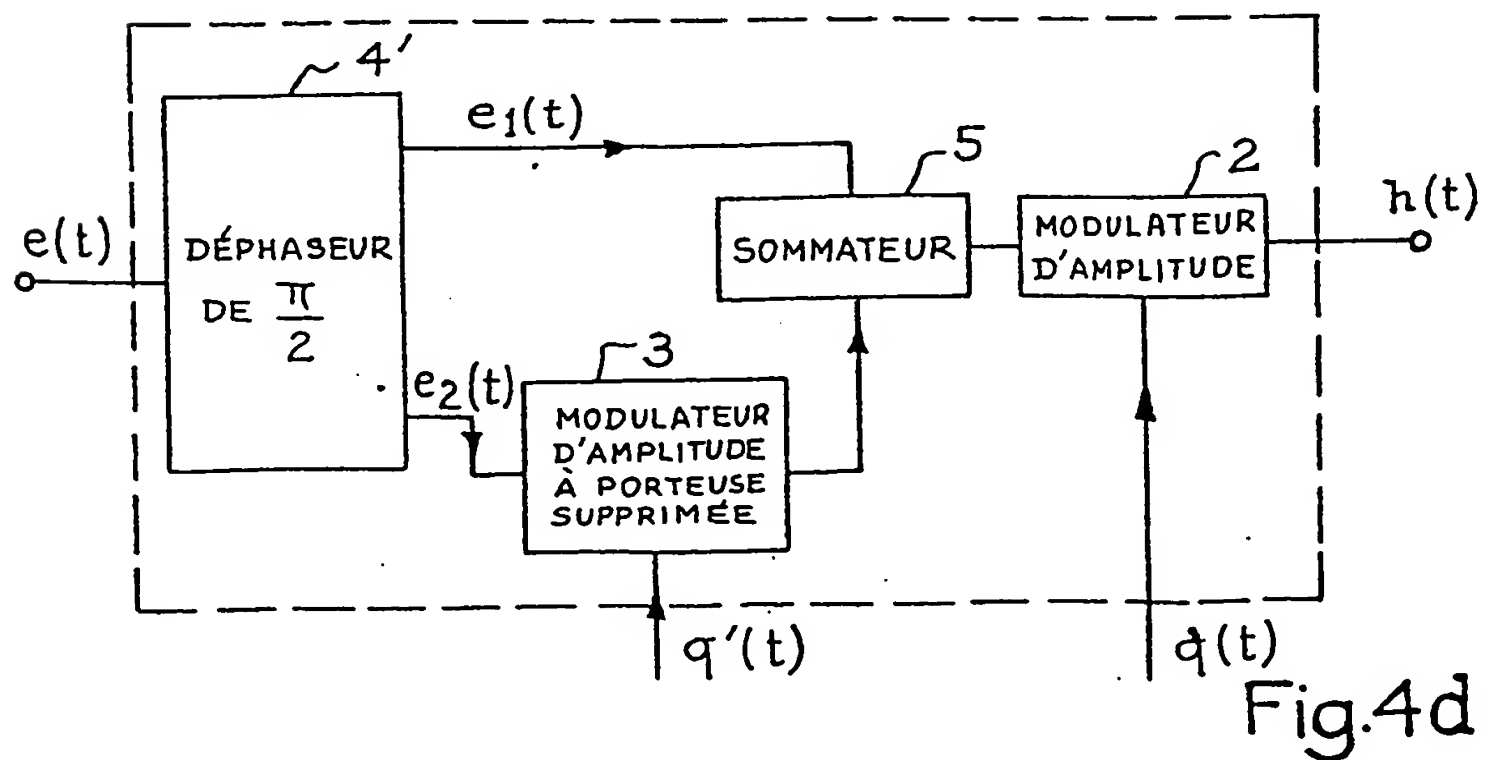 4'
e1(t)
5
2
h(t)
e(t)
DÉPHASEUR
DE π/2
SOMMATEUR
MODULATEUR
D'AMPLITUDE
3
e2(t)
MODULATEUR
D'AMPLITUDE
À PORTEUSE
SUPPRIMÉE
q'(t)
q(t)
Fig.4d